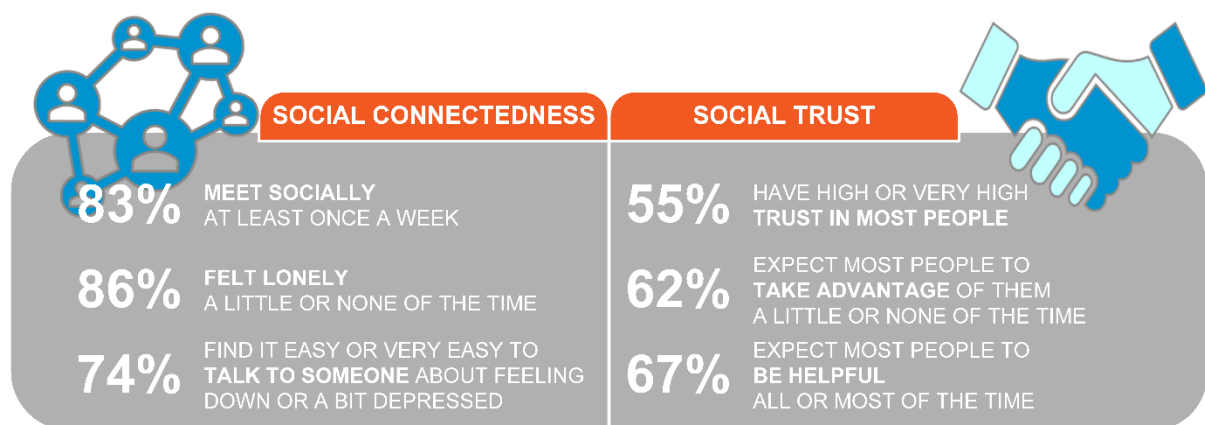 SOCIAL CONNECTEDNESS
83%
MEET SOCIALLY
AT LEAST ONCE A WEEK
86%
FELT LONELY
A LITTLE OR NONE OF THE TIME
74%
FIND IT EASY OR VERY EASY TO
TALK TO SOMEONE ABOUT FEELING
DOWN OR A BIT DEPRESSED
SOCIAL TRUST
55%
HAVE HIGH OR VERY HIGH
TRUST IN MOST PEOPLE
62%
EXPECT MOST PEOPLE TO
TAKE ADVANTAGE OF THEM
A LITTLE OR NONE OF THE TIME
67%
EXPECT MOST PEOPLE TO
BE HELPFUL
ALL OR MOST OF THE TIME